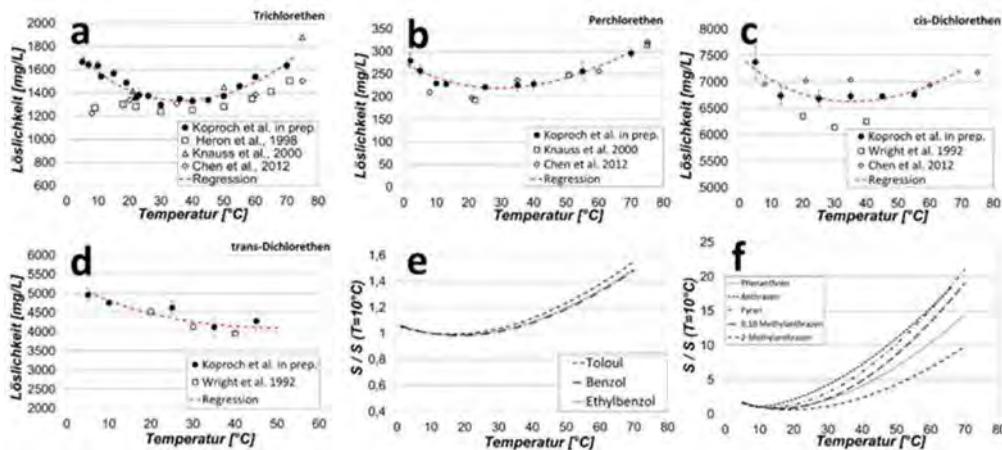 a
Trichlorethen
Löslichkeit [mg/L]
2000
1800
1600
1400
1200
1000
800
600
0 10 20 30 40 50 60 70 80
Temperatur [°C]
Koproch et al. in prep.
Heron et al., 1998
Knauss et al., 2000
Chen et al., 2012
Regression
b
Perchlorethen
Löslichkeit [mg/L]
400
350
300
250
200
150
100
50
0
0 10 20 30 40 50 60 70 80
Temperatur [°C]
Koproch et al. in prep.
Knauss et al. 2000
Chen et al. 2012
Regression
c
cis-Dichlorethen
Löslichkeit [mg/L]
8000
7500
7000
6500
6000
5500
5000
0 10 20 30 40 50 60 70 80
Temperatur [°C]
Koproch et al. in prep.
Wright et al. 1992
Chen et al. 2012
Regression
d
trans-Dichlorethen
Löslichkeit [mg/L]
6000
5500
5000
4500
4000
3500
3000
2500
2000
0 10 20 30 40 50
Temperatur [°C]
Koproch et al. in prep.
Wright et al. 1992
Regression
e
S / S (T=10°C)
1,6
1,4
1,2
1
0,8
0,6
0,4
0 10 20 30 40 50 60 70 80
Temperatur [°C]
Toloul
Benzol
Ethylbenzol
f
S / S (T=10°C)
25
20
15
10
5
0
0 10 20 30 40 50 60 70 80
Temperatur [°C]
Phenanthren
Anthrazen
Pyren
Methylanthrazen
2-Methylanthrazen